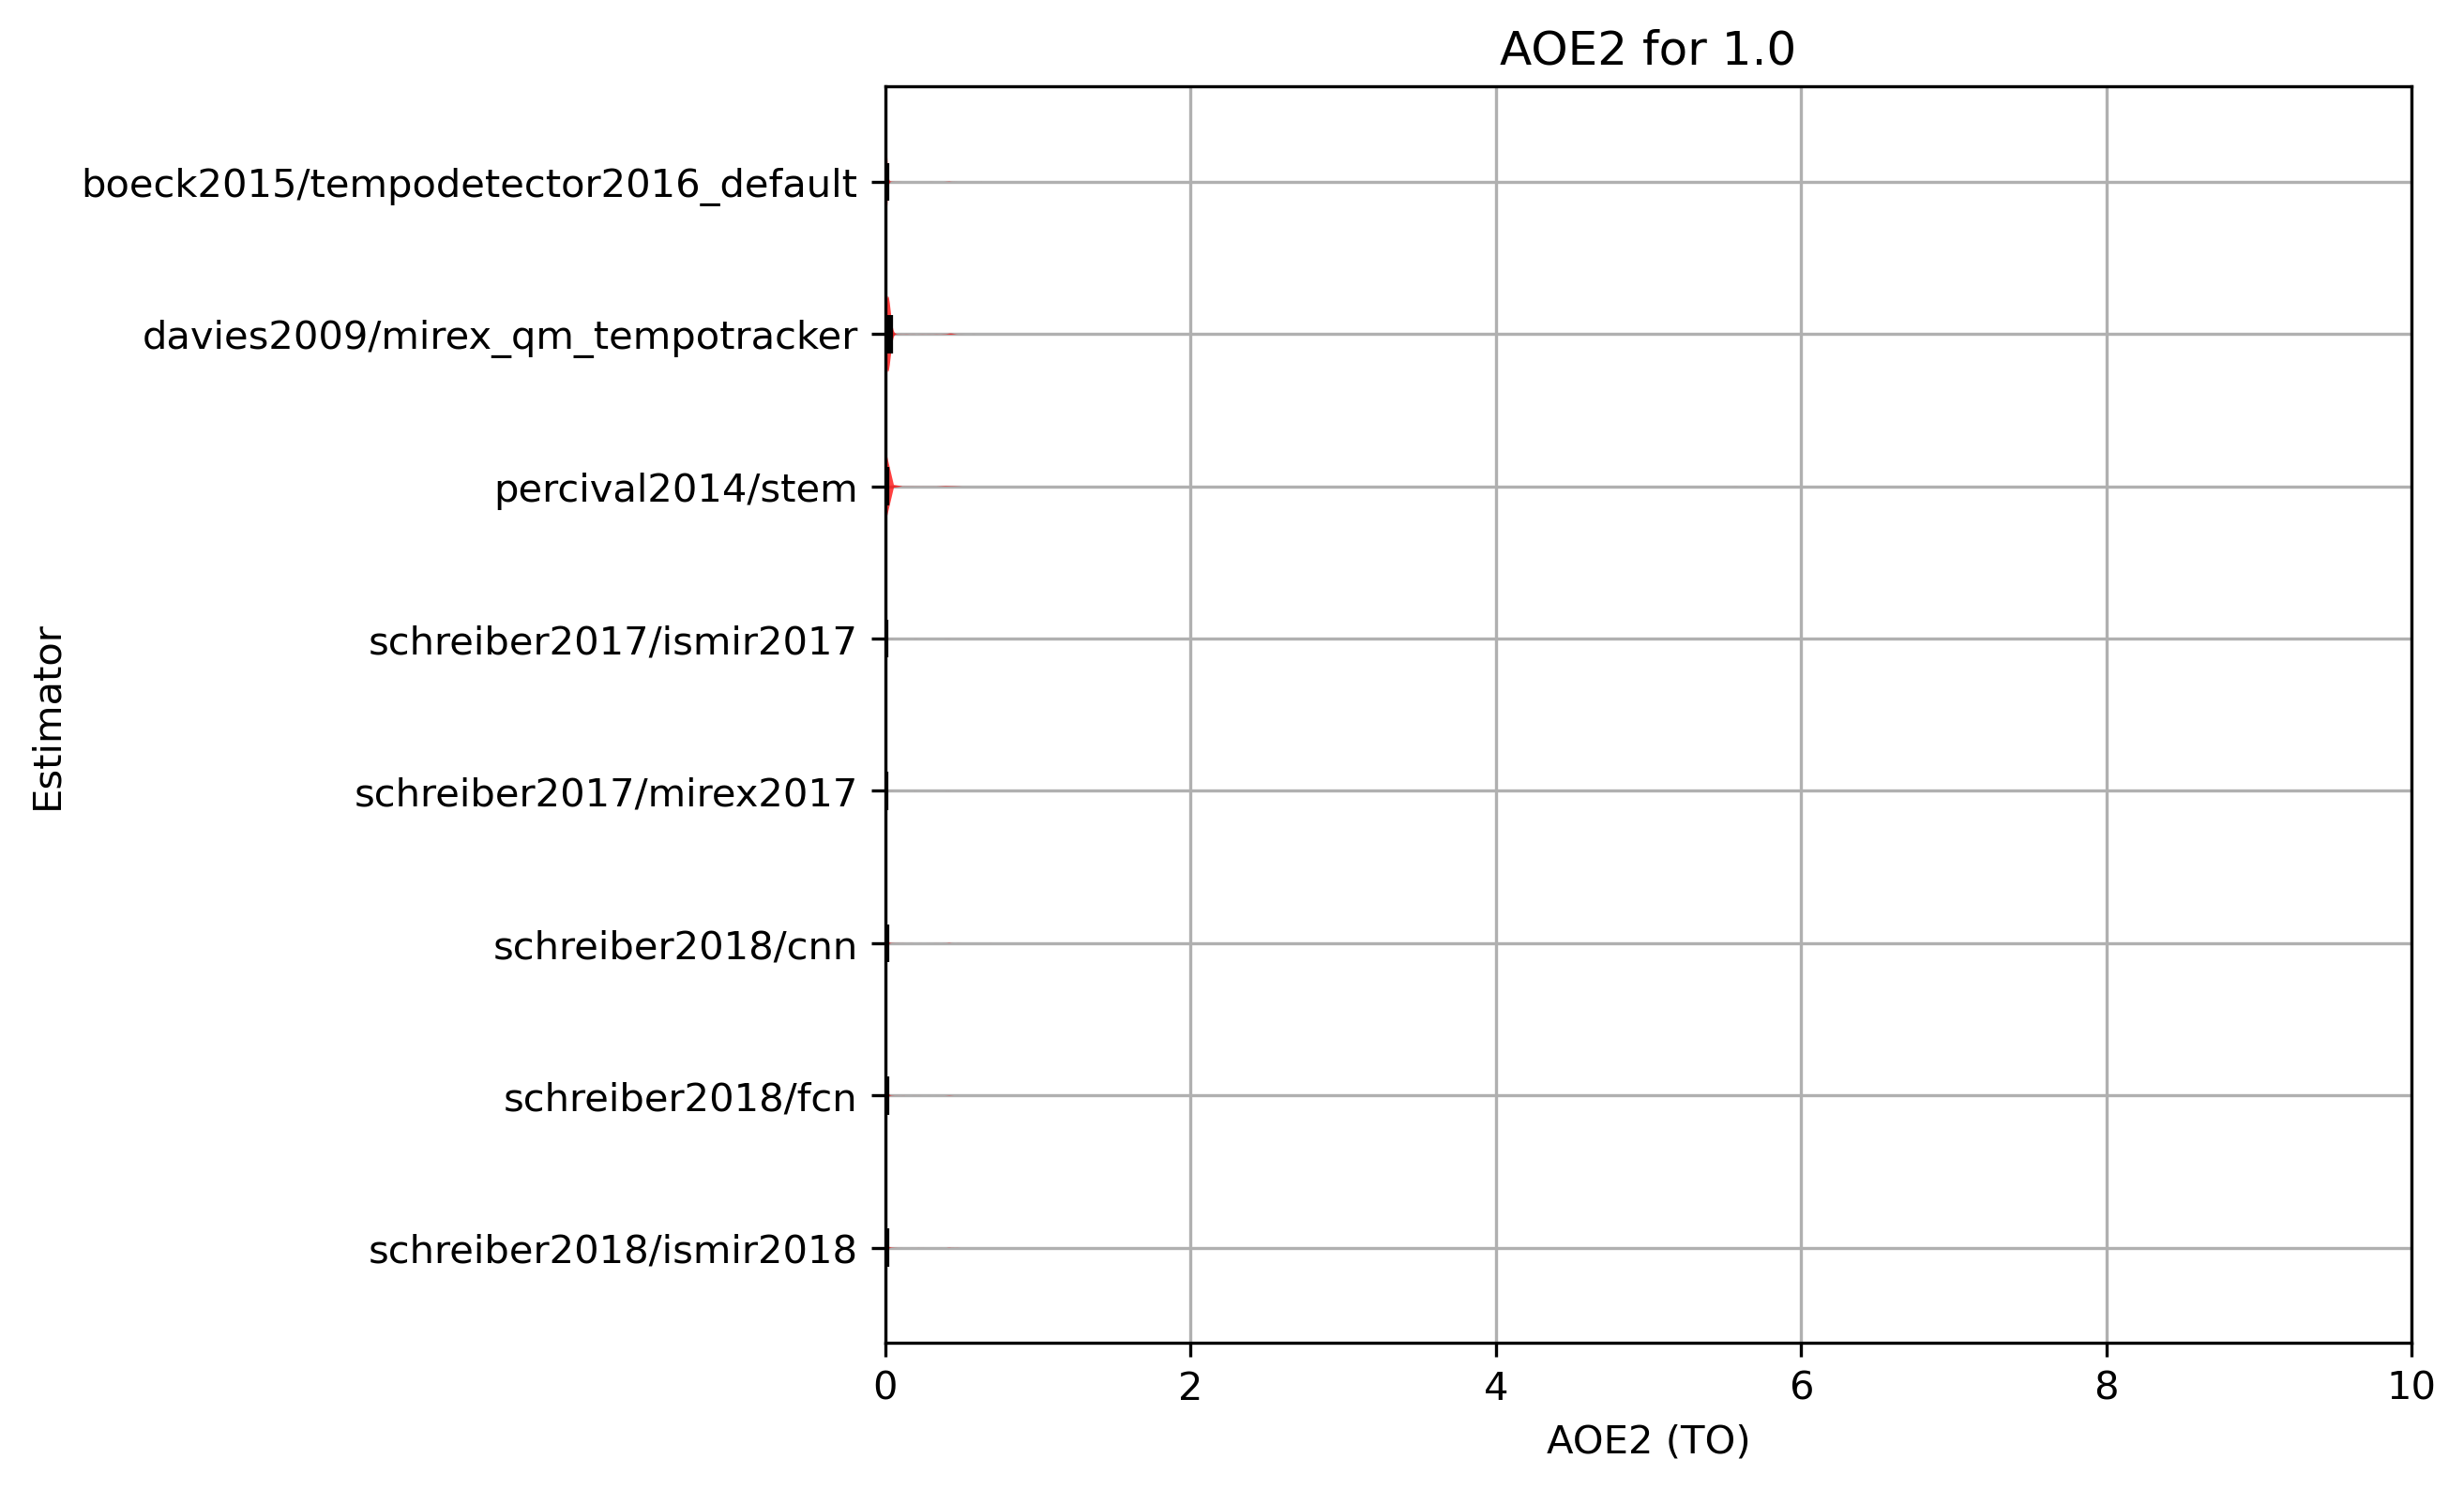 AOE2 for 1.0
boeck2015/tempodetector2016_default
davies2009/mirex_qm_tempotracker
percival2014/stem
schreiber2017/ismir2017
schreiber2017/mirex2017
schreiber2018/cnn
schreiber2018/fcn
schreiber2018/ismir2018
Estimator
0 2 4 6 8 10
AOE2 (TO)